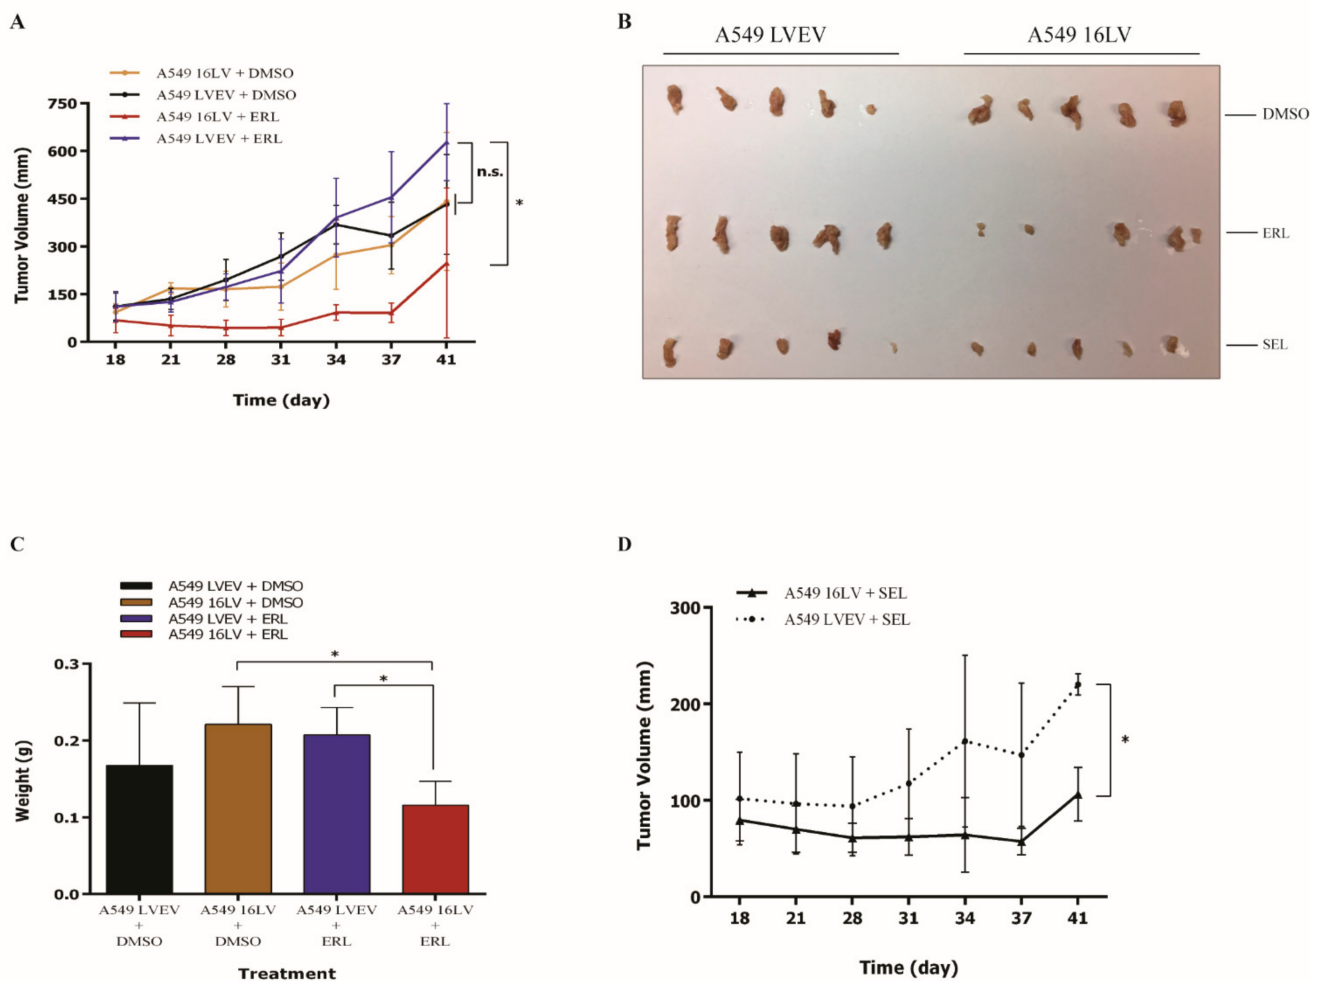 A
A549 16LV + DMSO
A549 LVEV + DMSO
A549 16LV + ERL
A549 LVEV + ERL
Tumor Volume (mm)
750
600
450
300
150
0
18 21 28 31 34 37 41
Time (day)
n.s.
*
B
A549 LVEV A549 16LV
DMSO
ERL
SEL
C
A549 LVEV + DMSO
A549 16LV + DMSO
A549 LVEV + ERL
A549 16LV + ERL
Weight (g)
0.3
0.2
0.1
0.0
*
*
A549 LVEV A549 16LV A549 LVEV A549 16LV
+ + + +
DMSO DMSO ERL ERL
Treatment
D
A549 16LV + SEL
A549 LVEV + SEL
Tumor Volume (mm)
300
200
100
0
*
18 21 28 31 34 37 41
Time (day)